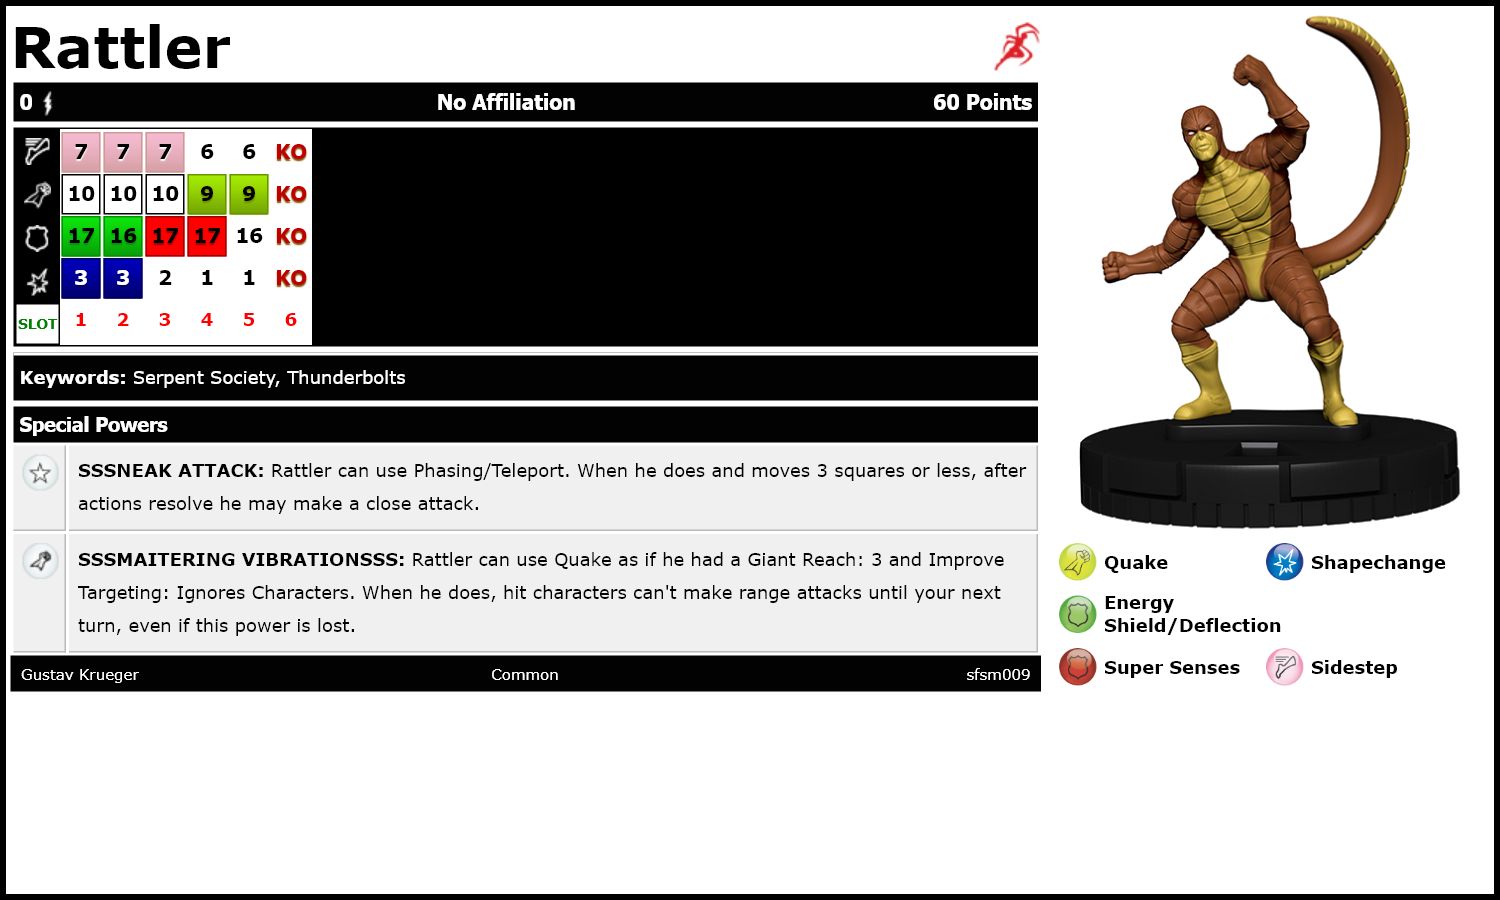 Rattler
0 No Affiliation 60 Points
7 7 7 6 6 KO
10 10 10 9 9 KO
17 16 17 17 16 KO
3 3 2 1 1 KO
SLOT 1 2 3 4 5 6
Keywords: Serpent Society, Thunderbolts
Special Powers
SSSNEAK ATTACK: Rattler can use Phasing/Teleport. When he does and moves 3 squares or less, after
actions resolve he may make a close attack.
SSSMAITERING VIBRATIONSSS: Rattler can use Quake as if he had a Giant Reach: 3 and Improve
Targeting: Ignores Characters. When he does, hit characters can't make range attacks until your next
turn, even if this power is lost.
Gustav Krueger Common sfsm009
Quake Shapechange
Energy
Shield/Deflection
Super Senses Sidestep